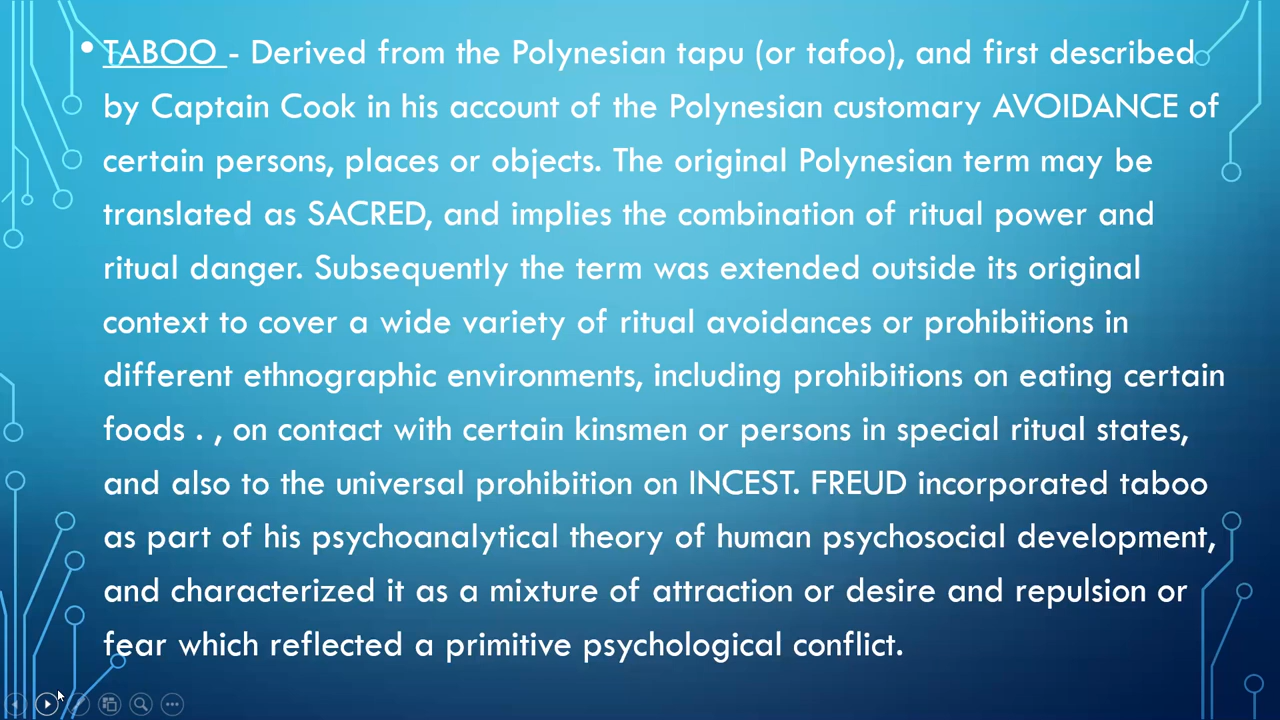 • TABOO - Derived from the Polynesian tapu (or tafoo), and first described
by Captain Cook in his account of the Polynesian customary AVOIDANCE of
certain persons, places or objects. The original Polynesian term may be
translated as SACRED, and implies the combination of ritual power and
ritual danger. Subsequently the term was extended outside its original
context to cover a wide variety of ritual avoidances or prohibitions in
different ethnographic environments, including prohibitions on eating certain
foods . , on contact with certain kinsmen or persons in special ritual states,
and also to the universal prohibition on INCEST. FREUD incorporated taboo
as part of his psychoanalytical theory of human psychosocial development,
and characterized it as a mixture of attraction or desire and repulsion or
fear which reflected a primitive psychological conflict.